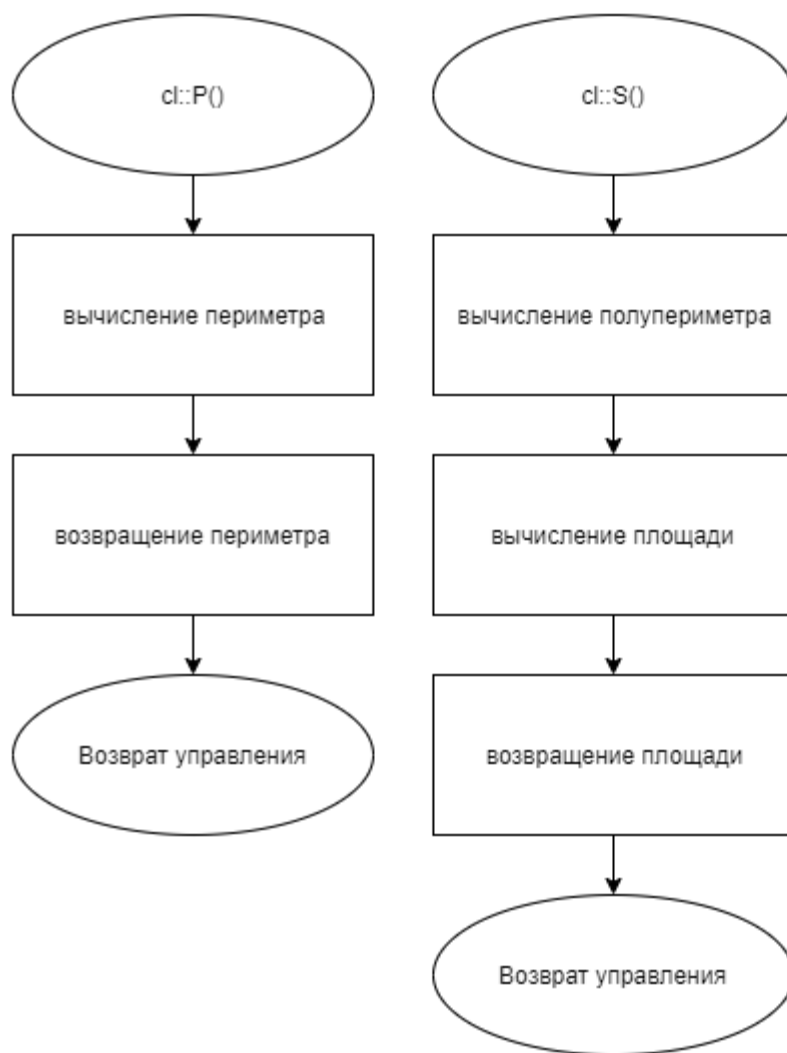 cl::P()
вычисление периметра
возвращение периметра
Возврат управления
cl::S()
вычисление полупериметра
вычисление площади
возвращение площади
Возврат управления